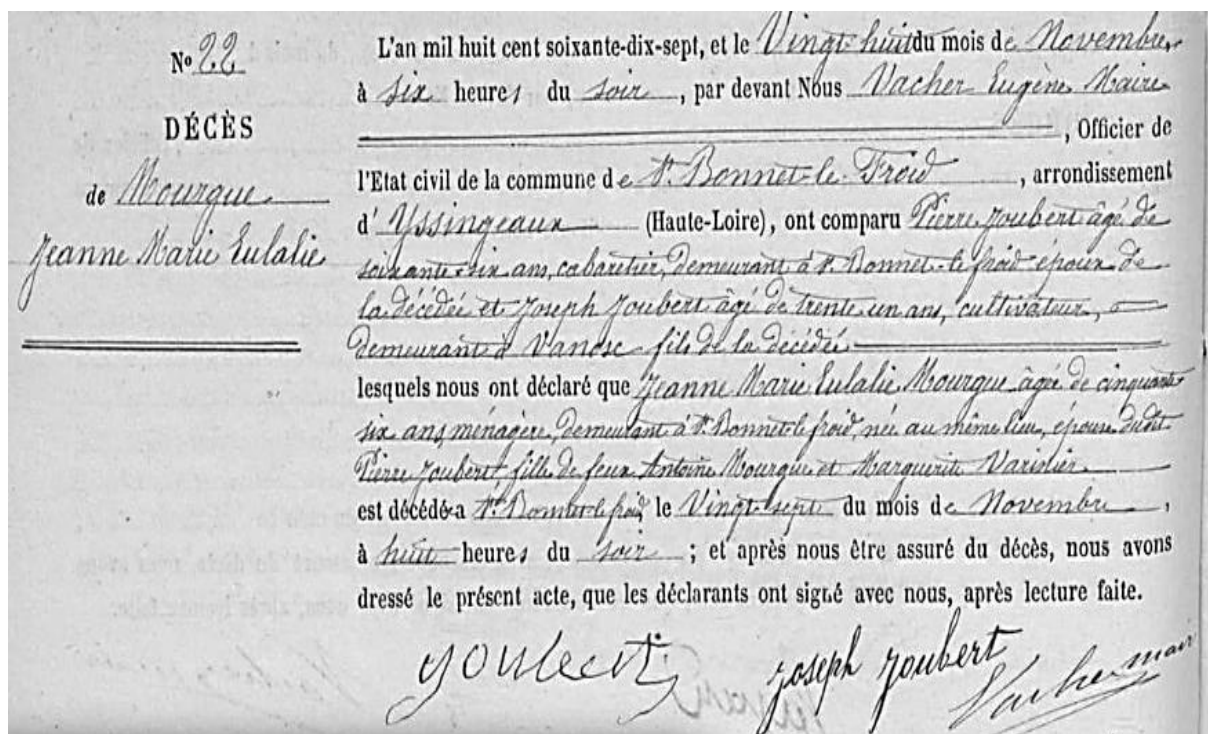 N° 22
DÉCÈS
de Mourgue
Jeanne Marie Eulalie
L'an mil huit cent soixante-dix-sept, et le Vingt huit du mois de Novembre,
à six heures du soir, par devant Nous Vacher Eugène Maire
, Officier de
l'Etat civil de la commune de St Bonnet-le-Froid, arrondissement
d'Yssingeaux (Haute-Loire), ont comparu Pierre Joubert âgé de
soixante-six ans, cabaretier, demeurant à St Bonnet-le-froid époux de
la décédée et Joseph Joubert âgé de trente un ans, cultivateur,
demeurant à Vanosc fils de la décédée
lesquels nous ont déclaré que Jeanne Marie Eulalie Mourgue âgée de cinquante
six ans, ménagère, demeurant à St Bonnet-le froid, née au même lieu, épouse dudit
Pierre Joubert, fille de feux Antoine Mourgue et Marguerite Varinier
est décédée a St Bonnet le froid le Vingt-sept du mois de Novembre,
à huit heures du soir ; et après nous être assuré du décès, nous avons
dressé le présent acte, que les déclarants ont signé avec nous, après lecture faite.
Joubert
Joseph Joubert
Vacher maire